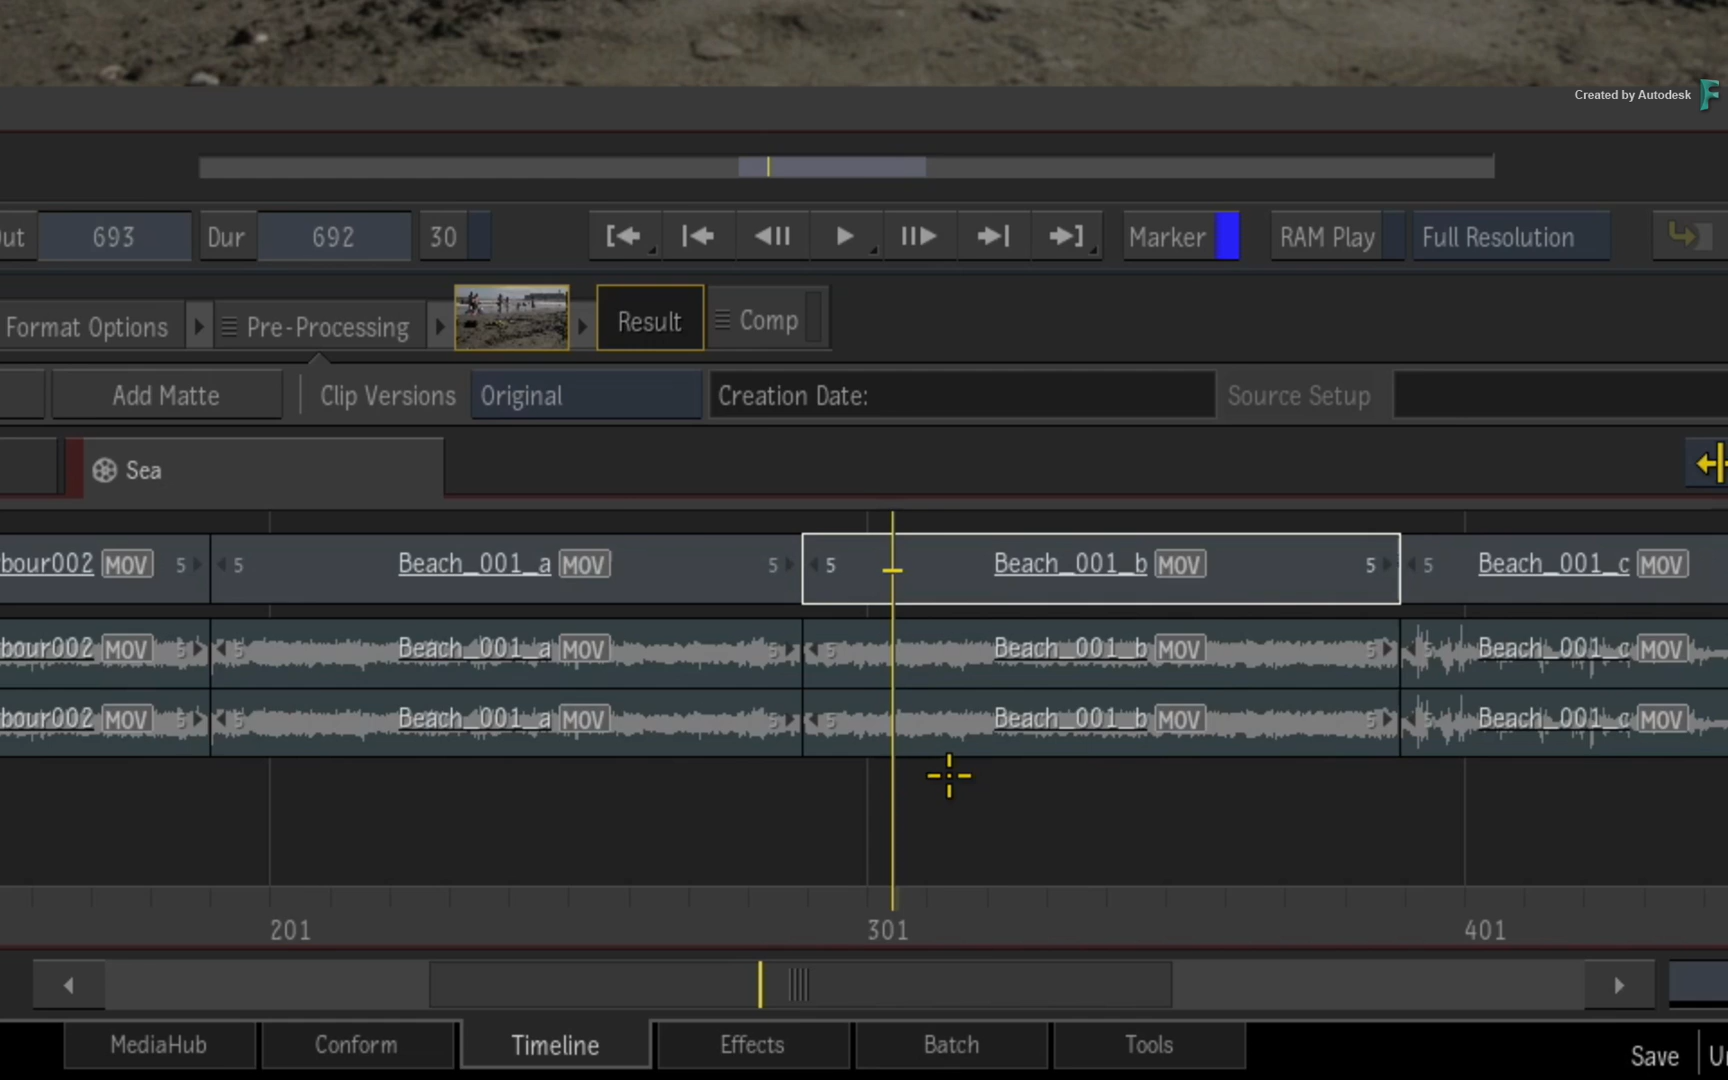 Created by Autodesk
693 Dur 692 30 Marker RAM Play Full Resolution
Format Options Pre-Processing Result Comp
Add Matte Clip Versions Original Creation Date: Source Setup
Sea
bour002 MOV 5 5 Beach_001_a MOV 5 5 Beach_001_b MOV 5 5 Beach_001_c MOV
bour002 MOV 5 5 Beach_001_a MOV 5 5 Beach_001_b MOV 5 5 Beach_001_c MOV
bour002 MOV 5 5 Beach_001_a MOV 5 5 Beach_001_b MOV 5 5 Beach_001_c MOV
201 301 401
MediaHub Conform Timeline Effects Batch Tools
Save